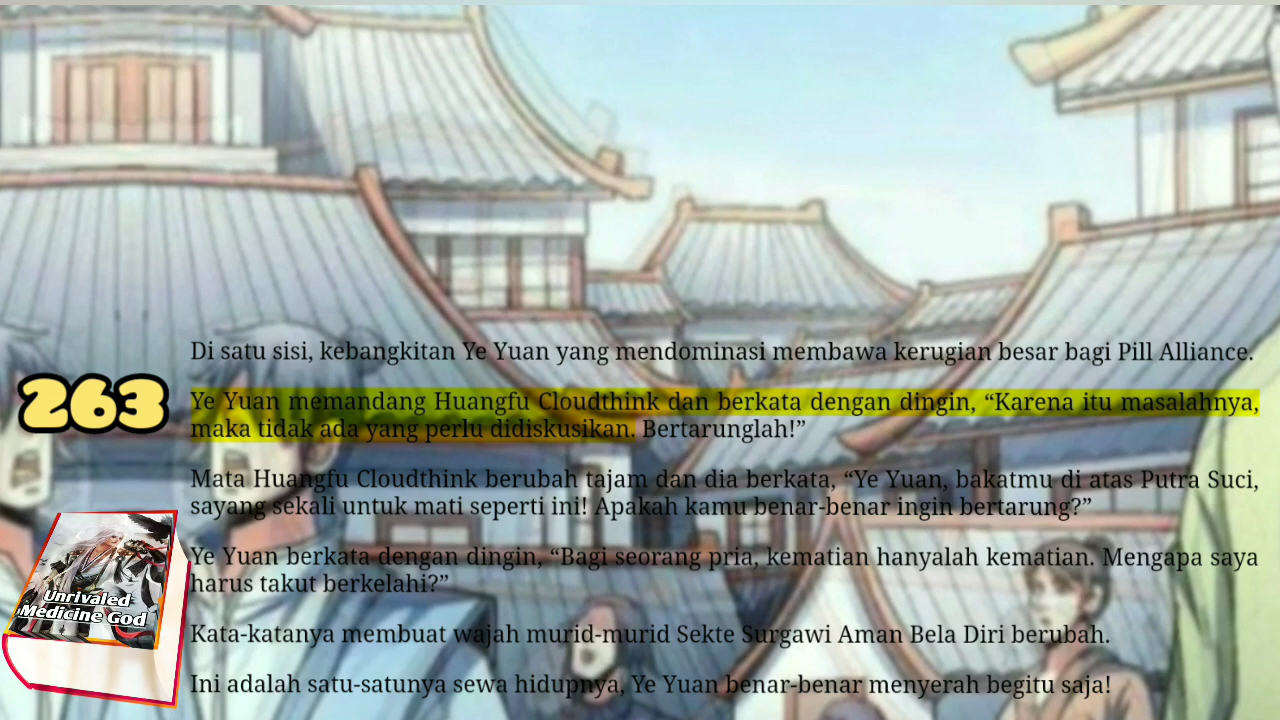 Di satu sisi, kebangkitan Ye Yuan yang mendominasi membawa kerugian besar bagi Pill Alliance.
263
Ye Yuan memandang Huangfu Cloudthink dan berkata dengan dingin, “Karena itu masalahnya,
maka tidak ada yang perlu didiskusikan. Bertarunglah!”
Mata Huangfu Cloudthink berubah tajam dan dia berkata, “Ye Yuan, bakatmu di atas Putra Suci,
sayang sekali untuk mati seperti ini! Apakah kamu benar-benar ingin bertarung?”
Ye Yuan berkata dengan dingin, “Bagi seorang pria, kematian hanyalah kematian. Mengapa saya
harus takut berkelahi?”
Unrivaled
Medicine God
Kata-katanya membuat wajah murid-murid Sekte Surgawi Aman Bela Diri berubah.
Ini adalah satu-satunya sewa hidupnya, Ye Yuan benar-benar menyerah begitu saja!